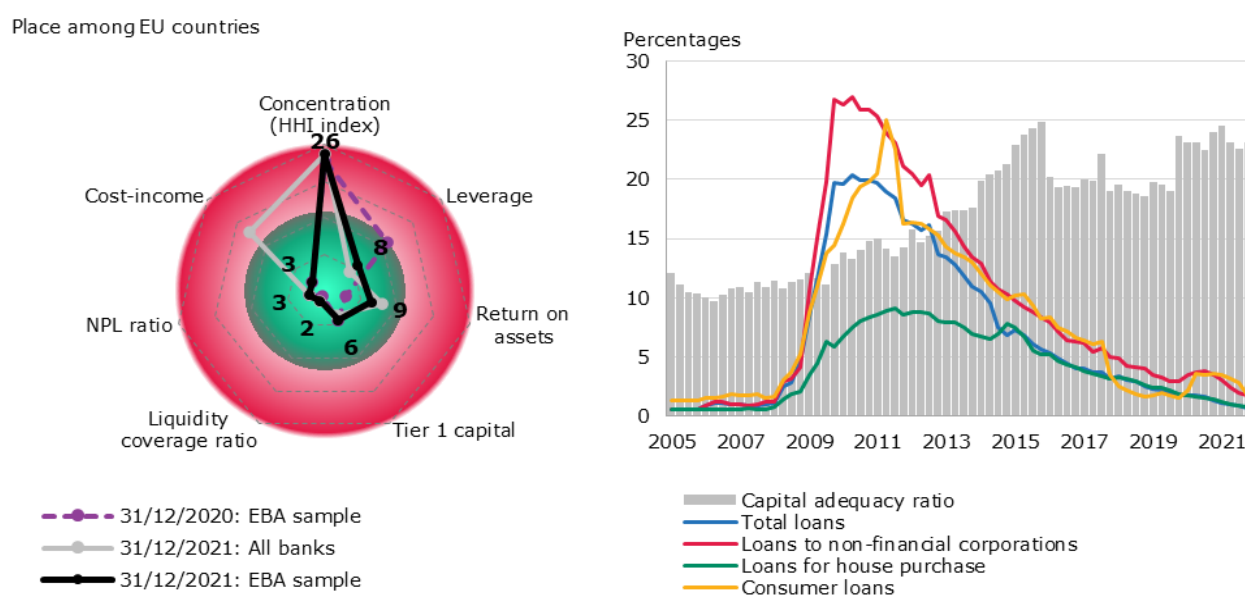 Place among EU countries
Concentration
(HHI index)
26
Cost-income
Leverage
8
3
3
9
NPL ratio
Return on
assets
2
6
Liquidity
coverage ratio
Tier 1 capital
31/12/2020: EBA sample
31/12/2021: All banks
31/12/2021: EBA sample
Percentages
30
25
20
15
10
5
0
2005 2007 2009 2011 2013 2015 2017 2019 2021
Capital adequacy ratio
Total loans
Loans to non-financial corporations
Loans for house purchase
Consumer loans